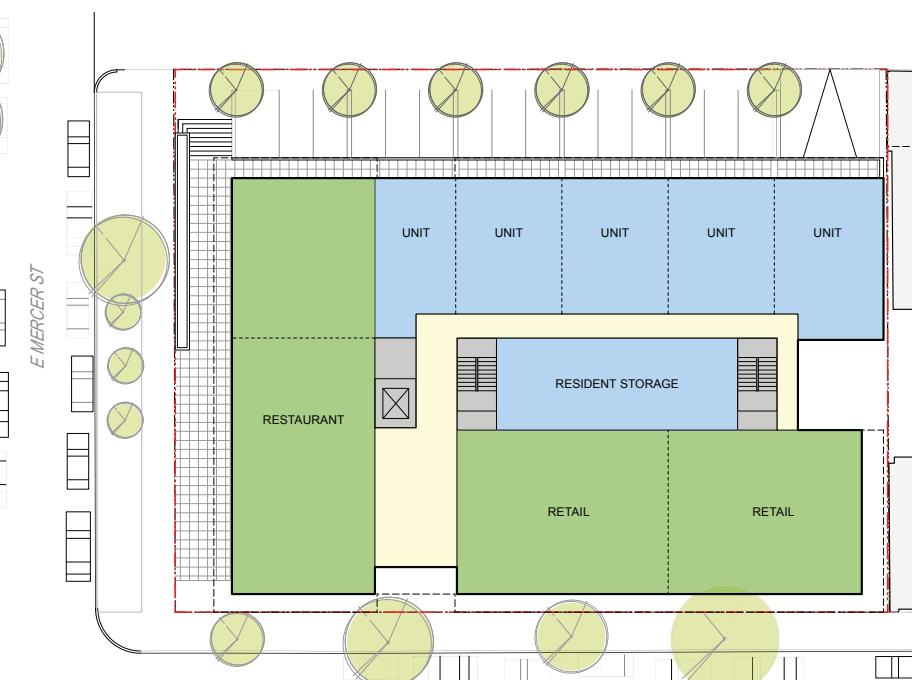 UNIT
UNIT
UNIT
UNIT
UNIT
E MERCER ST
RESIDENT STORAGE
RESTAURANT
RETAIL
RETAIL